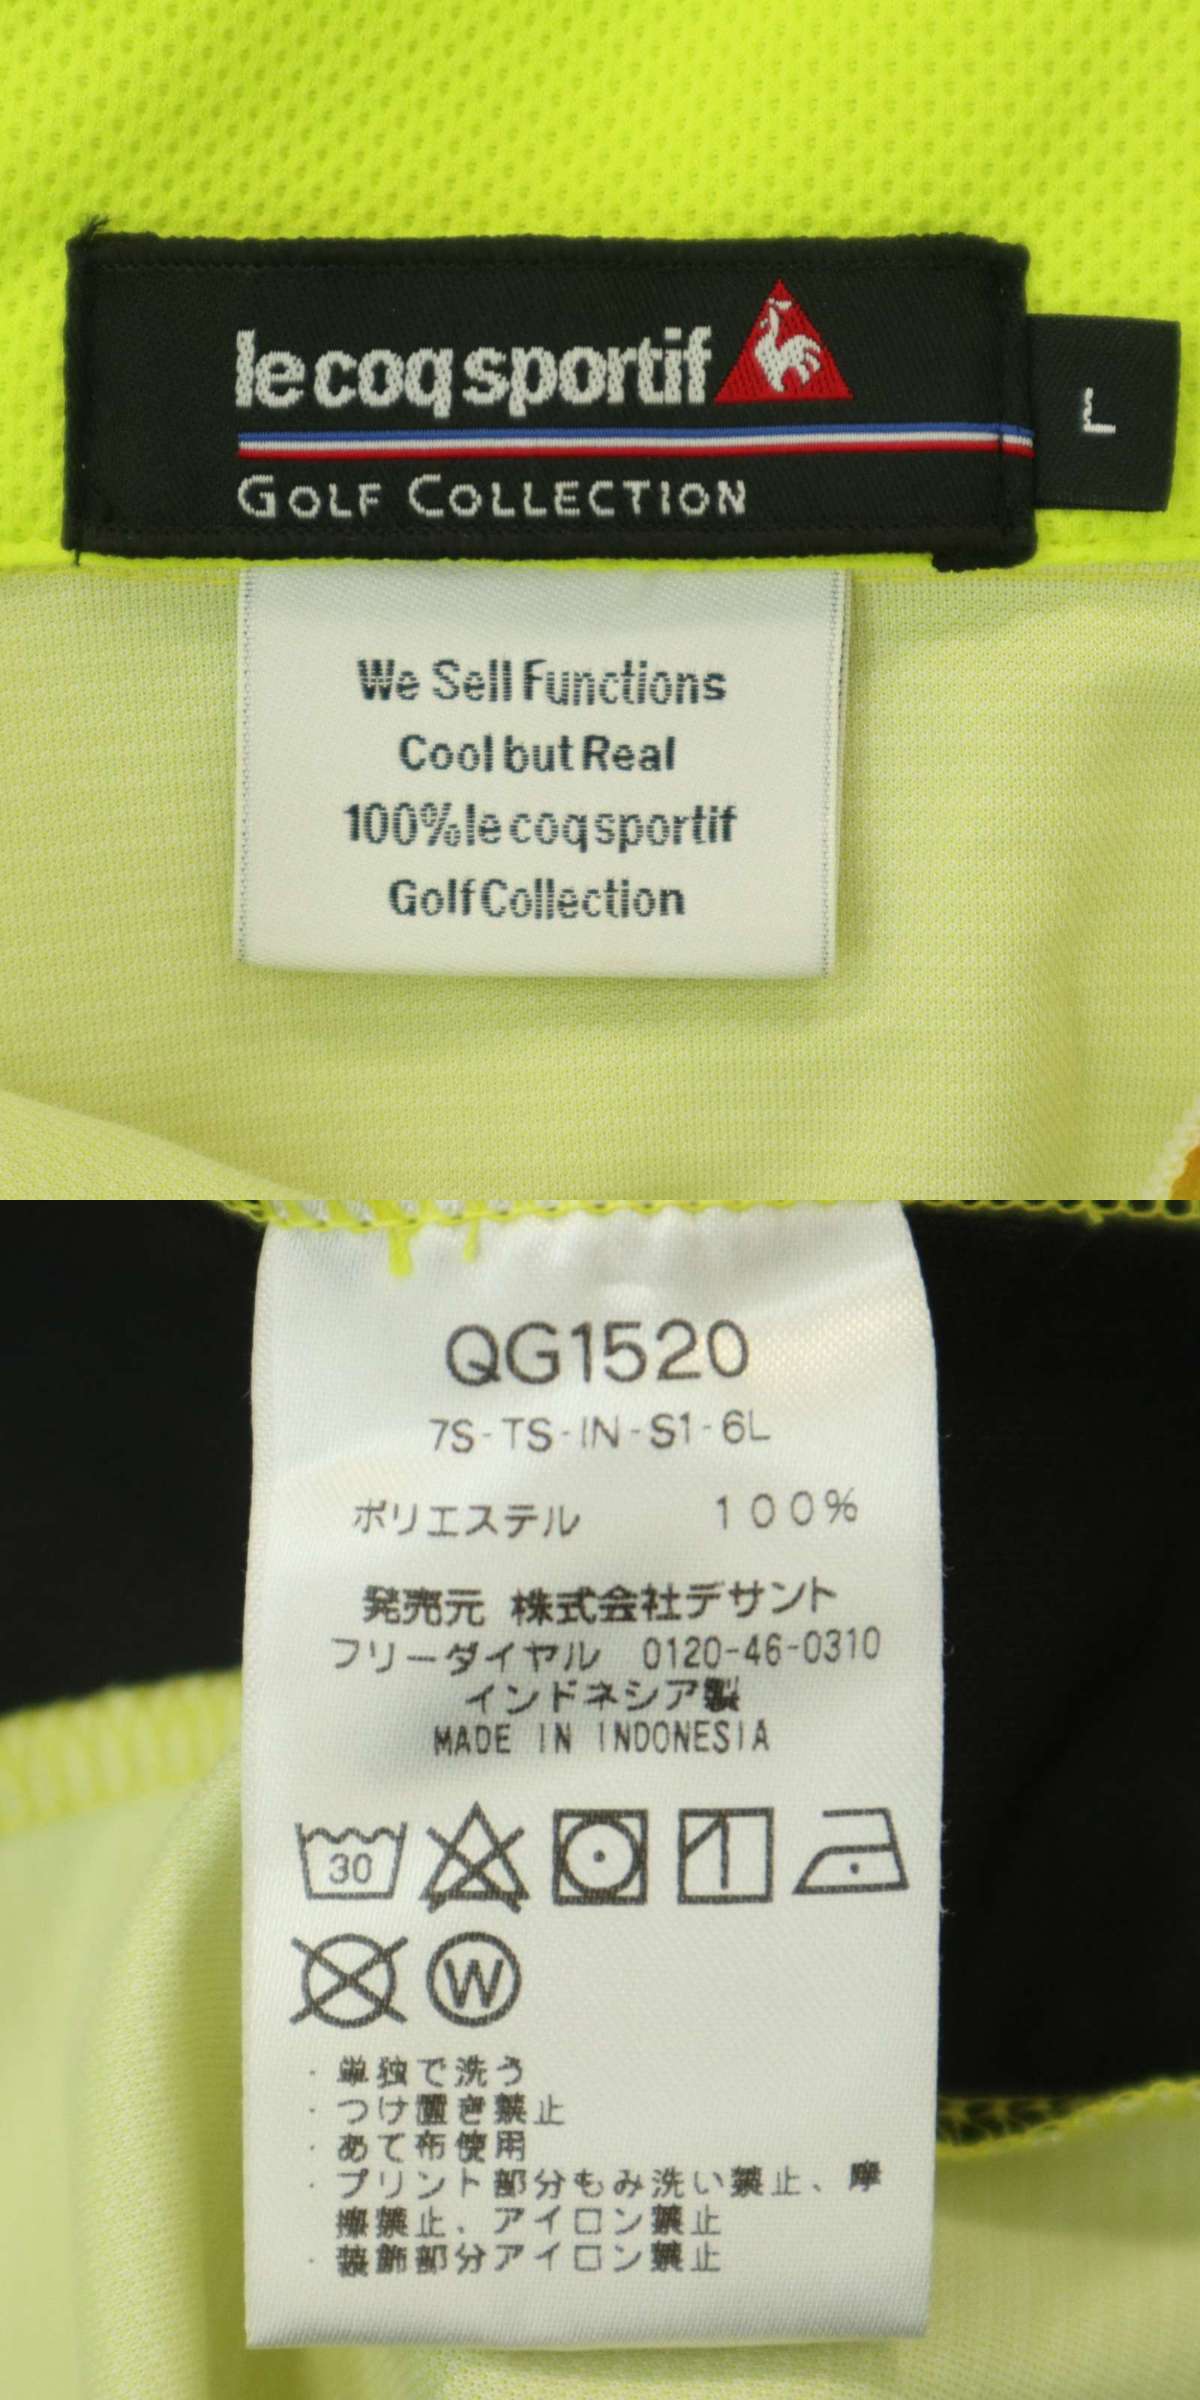 le coq sportif
L
GOLF COLLECTION
We Sell Functions
Cool but Real
100% le coq sportif
Golf Collection
QG1520
7S-TS-IN-S1-6L
ポリエステル 100%
発売元 株式会社デサント
フリーダイヤル 0120-46-0310
インドネシア製
MADE IN INDONESIA
30
W
・単独で洗う
・つけ置き禁止
・あて布使用
・プリント部分もみ洗い禁止、摩
擦禁止、アイロン禁止
・装飾部分アイロン禁止